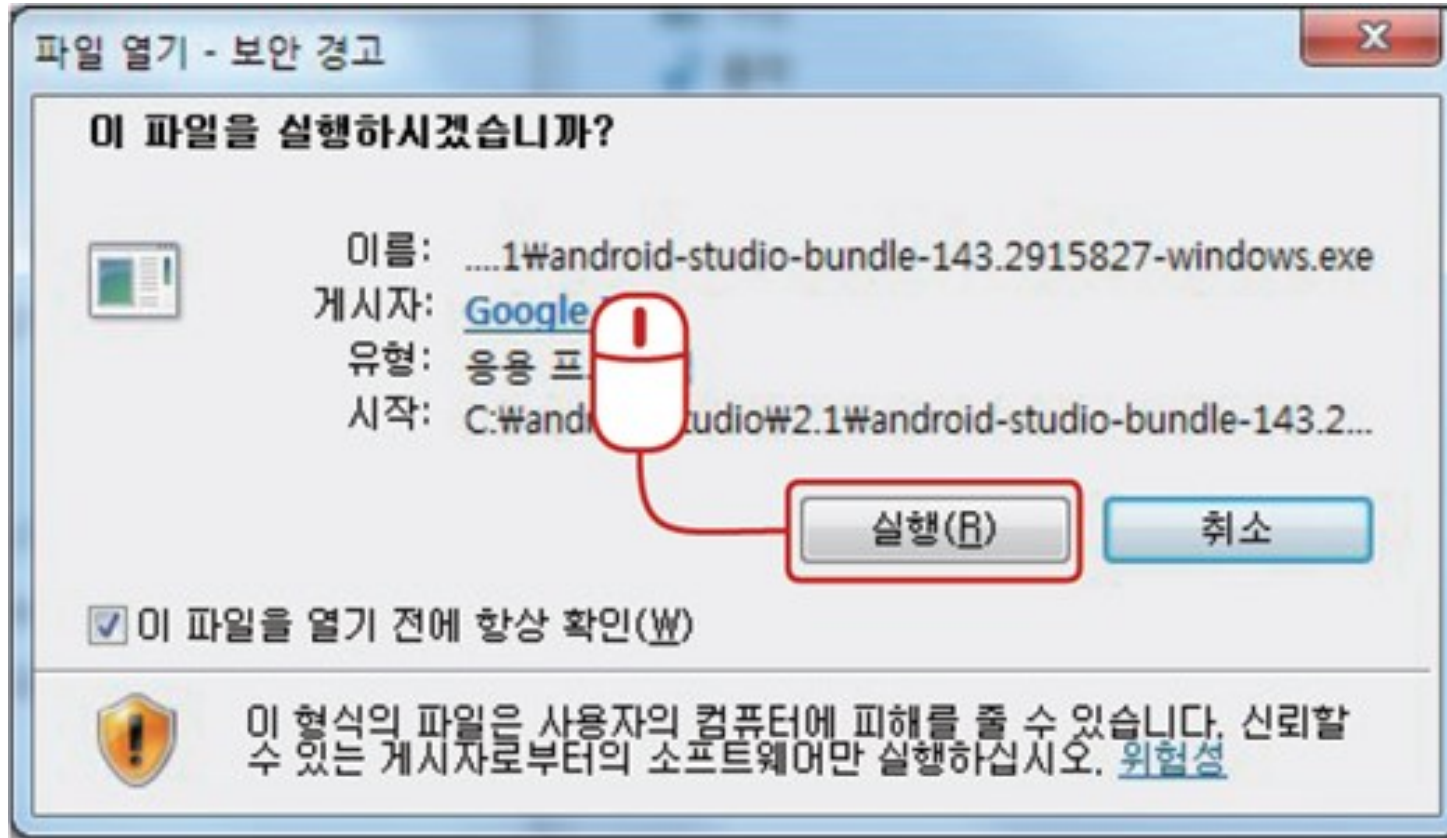 파일 열기 - 보안 경고
이 파일을 실행하시겠습니까?
이름: ....1₩android-studio-bundle-143.2915827-windows.exe
게시자: Google
유형: 응용
시작: C:₩and tudio₩2.1₩android-studio-bundle-143.2...
실행(R) 취소
이 파일을 열기 전에 항상 확인(W)
이 형식의 파일은 사용자의 컴퓨터에 피해를 줄 수 있습니다. 신뢰할
수 있는 게시자로부터의 소프트웨어만 실행하십시오. 위험성